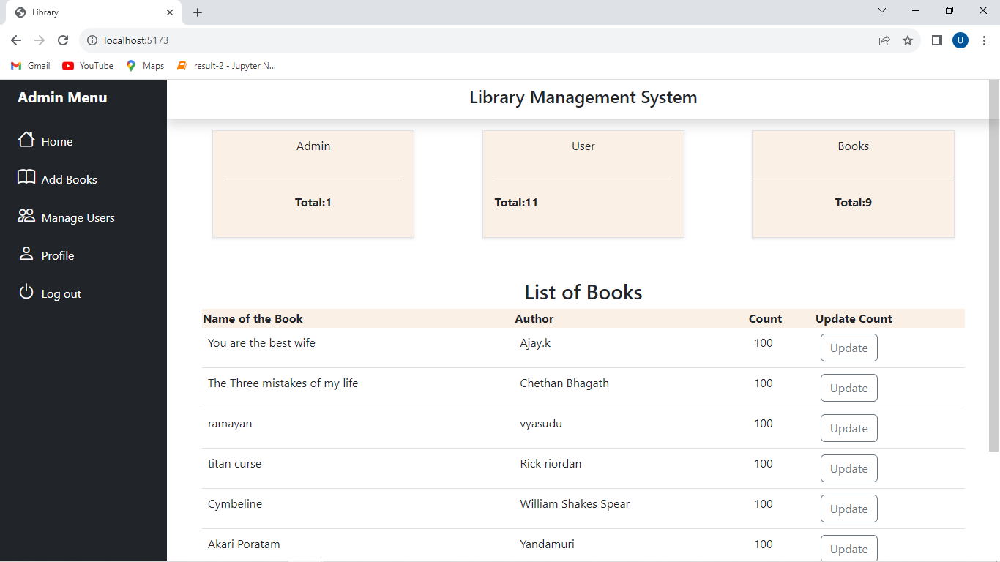 Library
localhost:5173
U
Gmail YouTube Maps result-2 - Jupyter N...
Admin Menu
Home
Add Books
Manage Users
Profile
Log out
Library Management System
Admin User Books
Total:1 Total:11 Total:9
List of Books
Name of the Book Author Count Update Count
You are the best wife Ajay.k 100 Update
The Three mistakes of my life Chethan Bhagath 100 Update
ramayan vyasudu 100 Update
titan curse Rick riordan 100 Update
Cymbeline William Shakes Spear 100 Update
Akari Poratam Yandamuri 100 Update